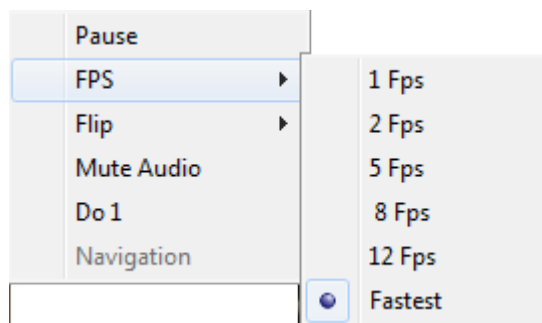 Pause
FPS
Flip
Mute Audio
Do 1
Navigation
1 Fps
2 Fps
5 Fps
8 Fps
12 Fps
Fastest